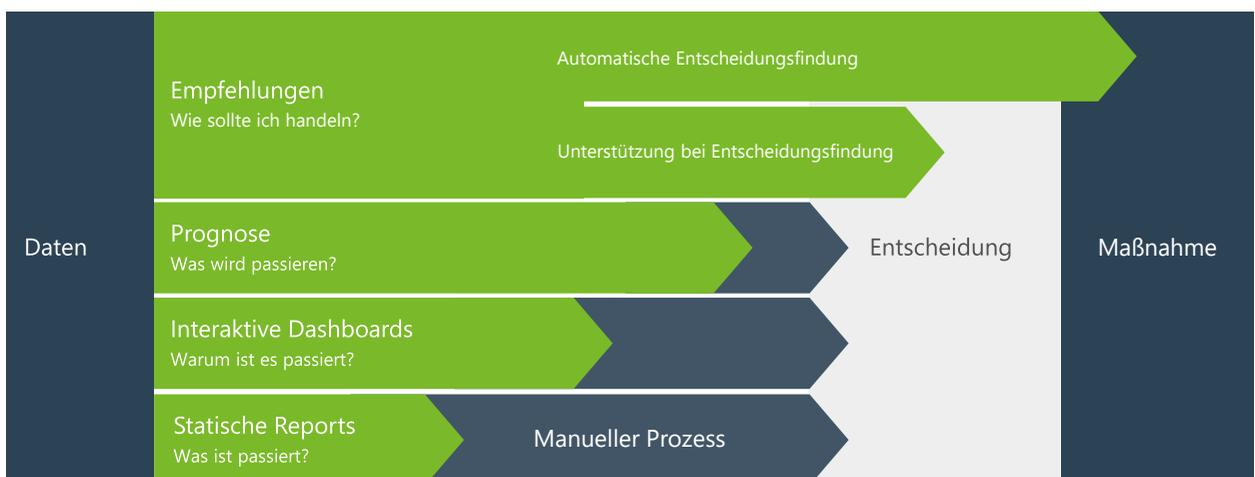 Automatische Entscheidungsfindung
Empfehlungen
Wie sollte ich handeln?
Unterstützung bei Entscheidungsfindung
Prognose
Was wird passieren?
Daten
Entscheidung
Maßnahme
Interaktive Dashboards
Warum ist es passiert?
Statische Reports
Was ist passiert?
Manueller Prozess